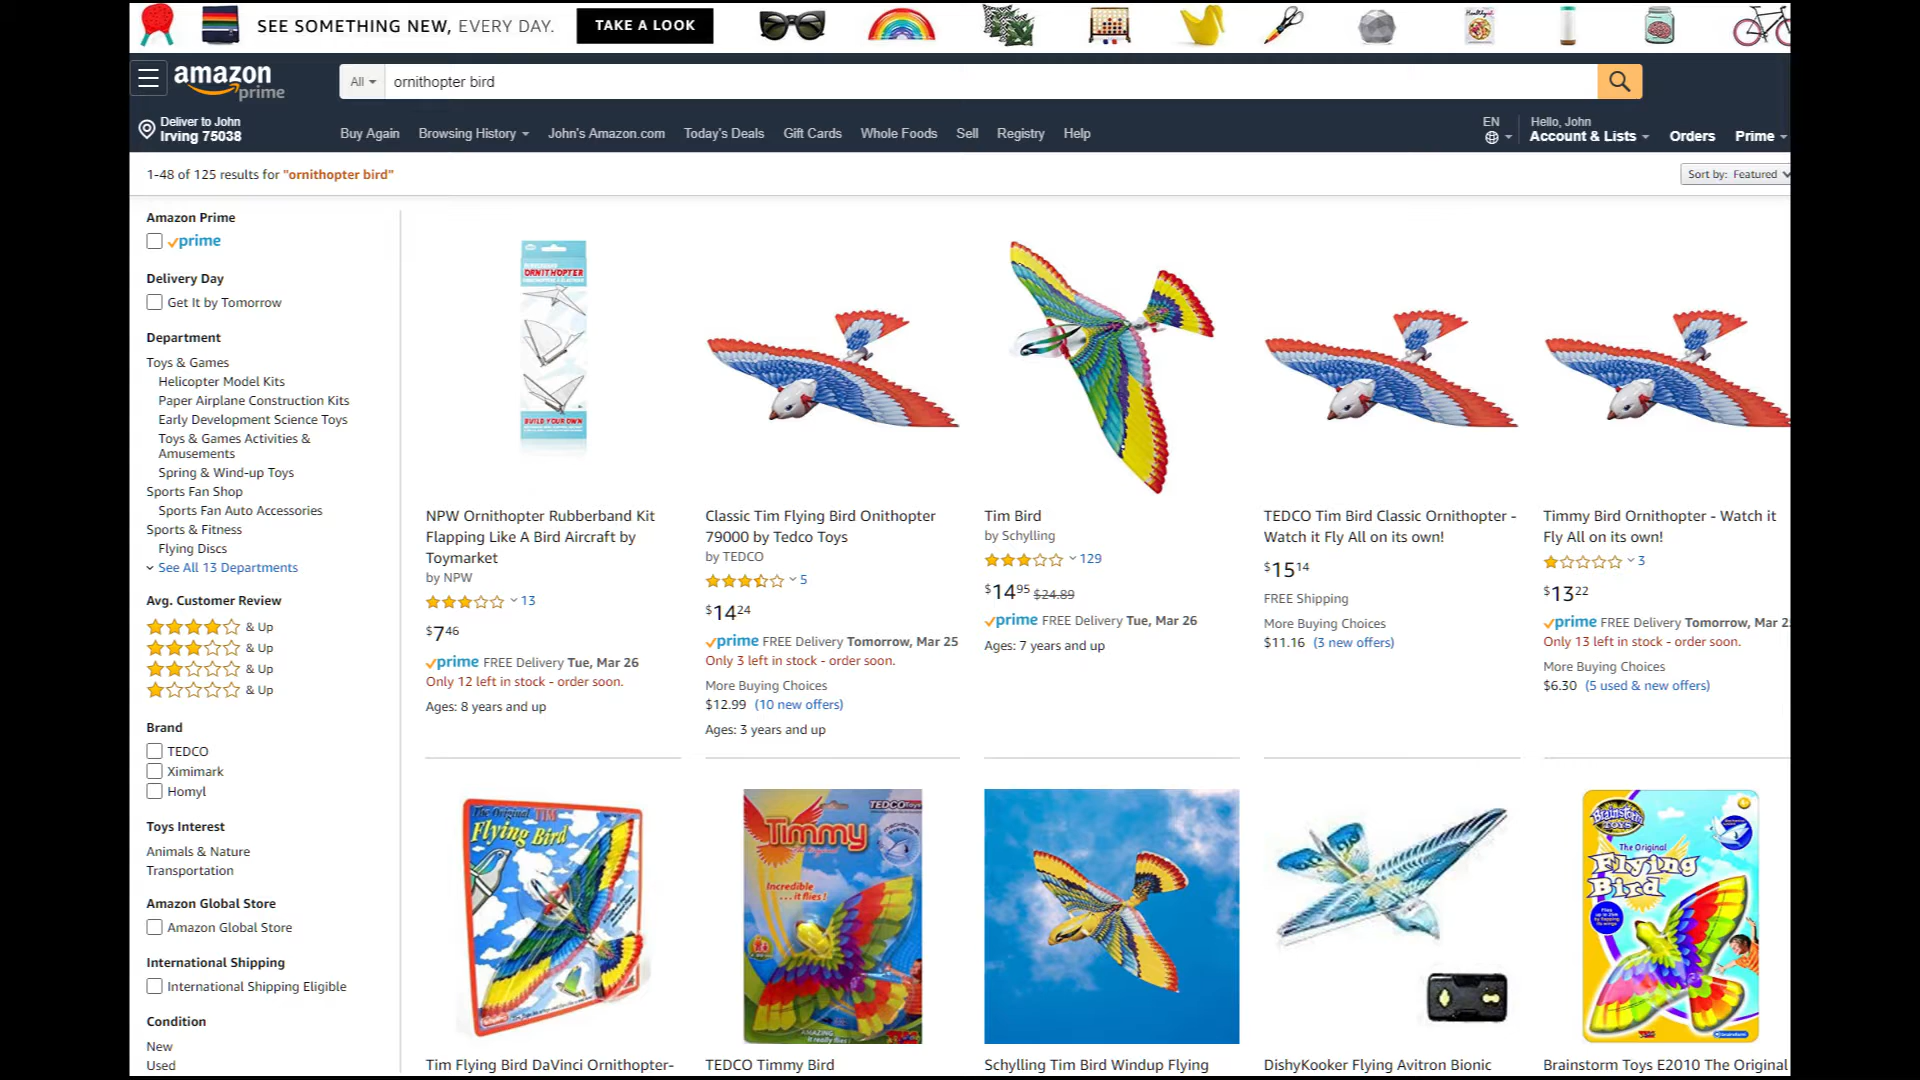 SEE SOMETHING NEW, EVERY DAY. TAKE A LOOK
amazon prime
All
ornithopter bird
Deliver to John
Irving 75038
Buy Again Browsing History John's Amazon.com Today's Deals Gift Cards Whole Foods Sell Registry Help
EN
Hello, John
Account & Lists Orders Prime
1-48 of 125 results for "ornithopter bird"
Sort by: Featured
Amazon Prime
prime
Delivery Day
Get It by Tomorrow
Department
Toys & Games
Helicopter Model Kits
Paper Airplane Construction Kits
Early Development Science Toys
Toys & Games Activities &
Amusements
Spring & Wind-up Toys
Sports Fan Shop
Sports Fan Auto Accessories
Sports & Fitness
Flying Discs
See All 13 Departments
Avg. Customer Review
& Up
& Up
& Up
& Up
Brand
TEDCO
Ximimark
Homyl
Toys Interest
Animals & Nature
Transportation
Amazon Global Store
Amazon Global Store
International Shipping
International Shipping Eligible
Condition
New
Used
ORNITHOPTER
BUILD YOUR OWN
NPW Ornithopter Rubberband Kit
Flapping Like A Bird Aircraft by
Toymarket
by NPW
13
$7.46
prime FREE Delivery Tue, Mar 26
Only 12 left in stock - order soon.
Ages: 8 years and up
Classic Tim Flying Bird Onithopter
79000 by Tedco Toys
by TEDCO
5
$14.24
prime FREE Delivery Tomorrow, Mar 25
Only 3 left in stock - order soon.
More Buying Choices
$12.99 (10 new offers)
Ages: 3 years and up
Tim Bird
by Schylling
129
$14.95 $24.89
prime FREE Delivery Tue, Mar 26
Ages: 7 years and up
TEDCO Tim Bird Classic Ornithopter -
Watch it Fly All on its own!
$15.14
FREE Shipping
More Buying Choices
$11.16 (3 new offers)
Timmy Bird Ornithopter - Watch it
Fly All on its own!
3
$13.22
prime FREE Delivery Tomorrow, Mar 2
Only 13 left in stock - order soon.
More Buying Choices
$6.30 (5 used & new offers)
The Original TIM
Flying Bird
TEDCO Toys
Timmy
Incredible
...it flies!
AMAZING
it really flies!
Brainstorm
TOYS
The Original
Flying
Bird
Tim Flying Bird DaVinci Ornithopter-
TEDCO Timmy Bird
Schylling Tim Bird Windup Flying
DishyKooker Flying Avitron Bionic
Brainstorm Toys E2010 The Original